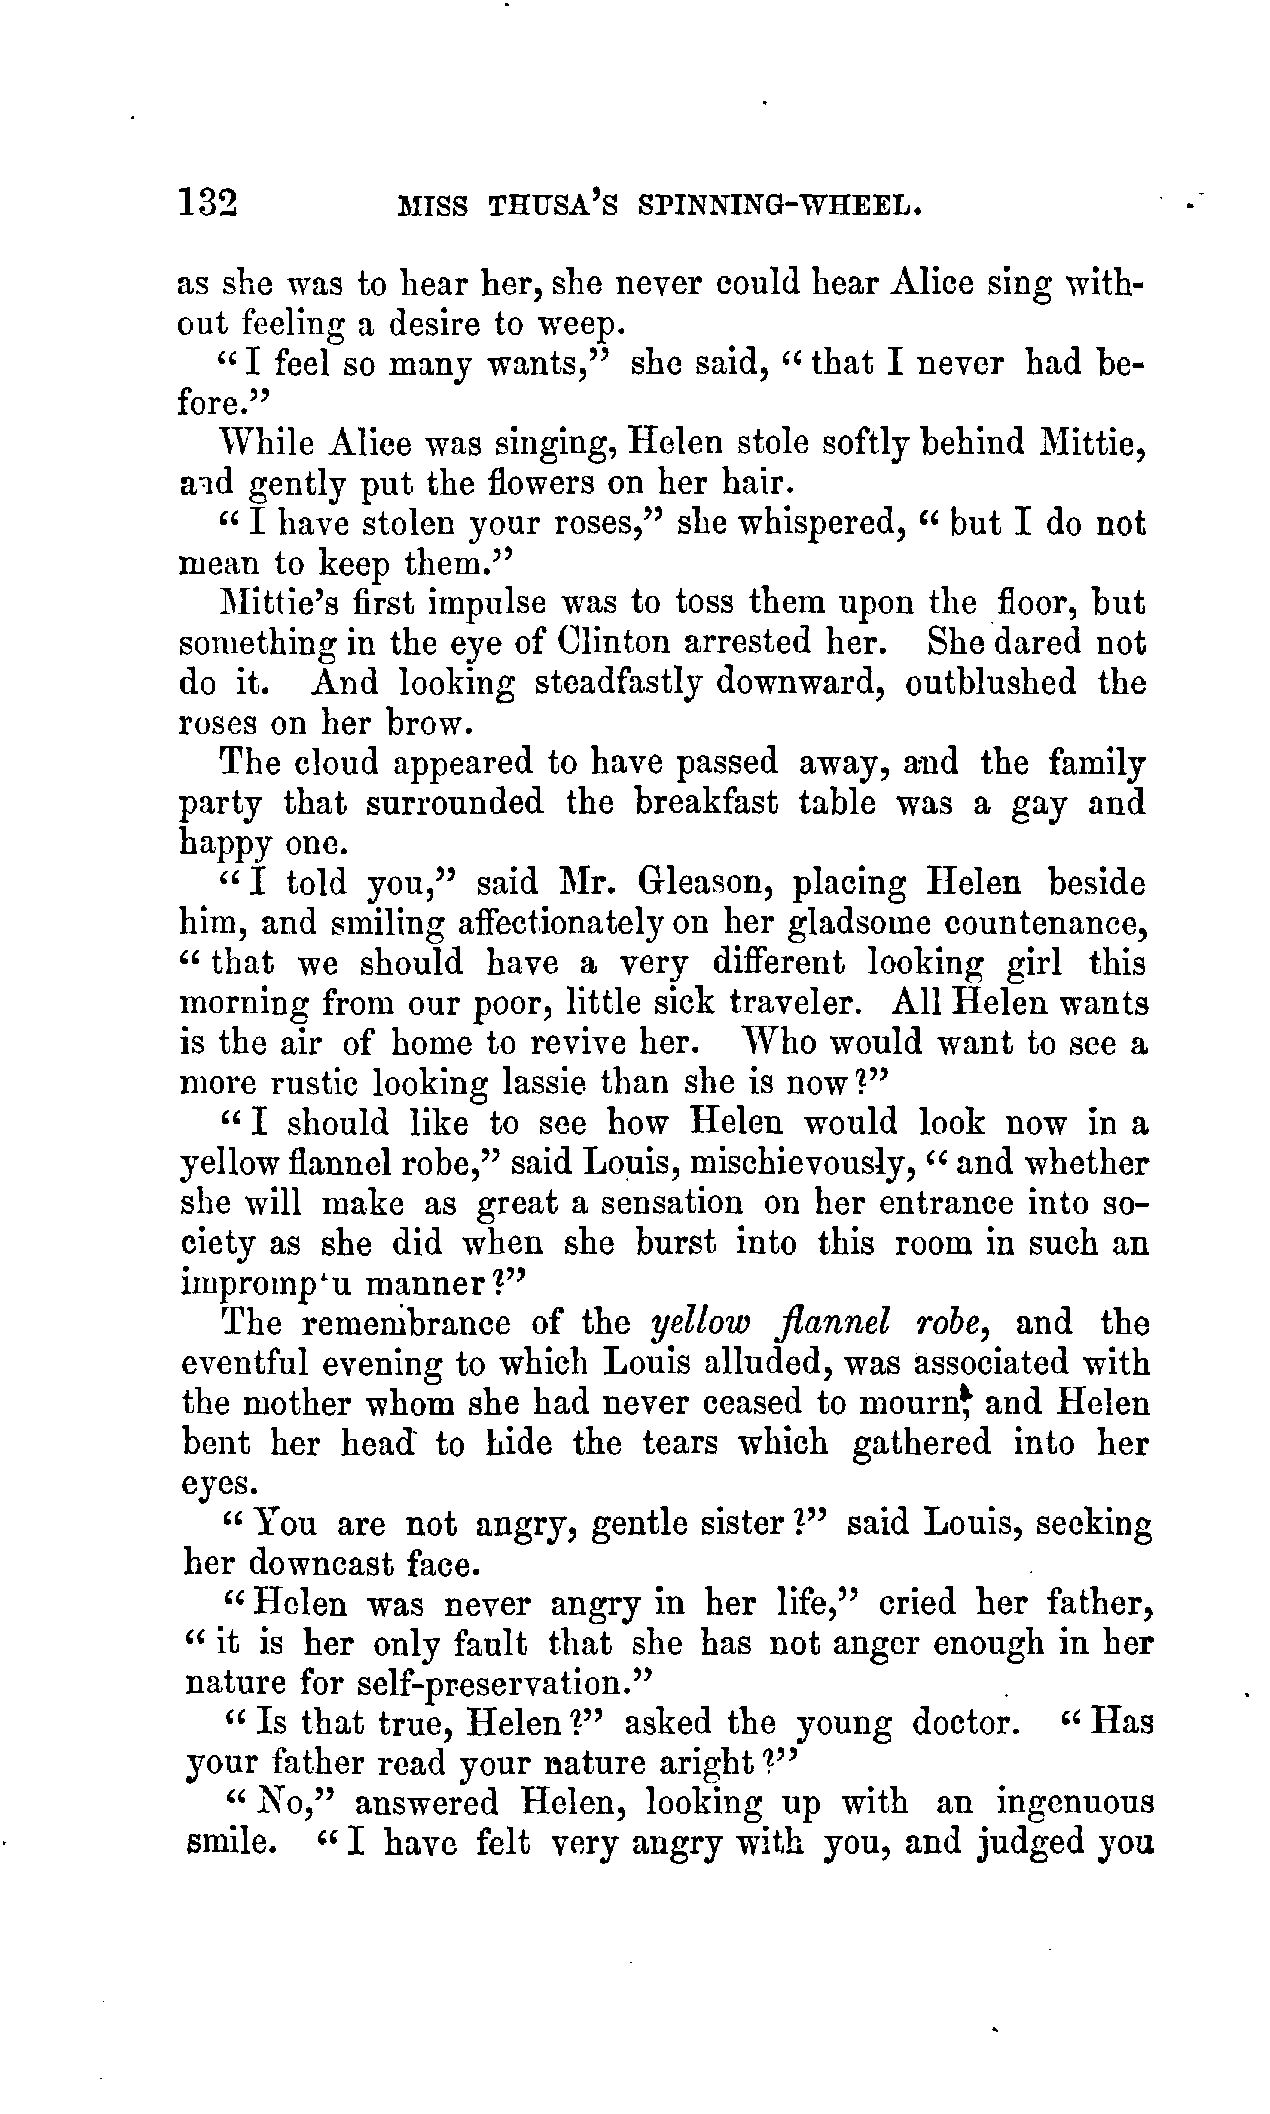 132 MISS THUSA'S SPINNING-WHEEL.
as she was to hear her, she never could hear Alice sing with-
out feeling a desire to weep.
"I feel so many wants," she said, "that I never had be-
fore."
While Alice was singing, Helen stole softly behind Mittie,
and gently put the flowers on her hair.
"I have stolen your roses," she whispered, "but I do not
mean to keep them."
Mittie's first impulse was to toss them upon the floor, but
something in the eye of Clinton arrested her. She dared not
do it. And looking steadfastly downward, outblushed the
roses on her brow.
The cloud appeared to have passed away, and the family
party that surrounded the breakfast table was a gay and
happy one.
"I told you," said Mr. Gleason, placing Helen beside
him, and smiling affectionately on her gladsome countenance,
"that we should have a very different looking girl this
morning from our poor, little sick traveler. All Helen wants
is the air of home to revive her. Who would want to see a
more rustic looking lassie than she is now?"
"I should like to see how Helen would look now in a
yellow flannel robe," said Louis, mischievously, "and whether
she will make as great a sensation on her entrance into so-
ciety as she did when she burst into this room in such an
impromptu manner?"
The remembrance of the yellow flannel robe, and the
eventful evening to which Louis alluded, was associated with
the mother whom she had never ceased to mourn; and Helen
bent her head to hide the tears which gathered into her
eyes.
"You are not angry, gentle sister?" said Louis, seeking
her downcast face.
"Helen was never angry in her life," cried her father,
"it is her only fault that she has not anger enough in her
nature for self-preservation."
"Is that true, Helen?" asked the young doctor. "Has
your father read your nature aright?"
"No," answered Helen, looking up with an ingenuous
smile. "I have felt very angry with you, and judged you